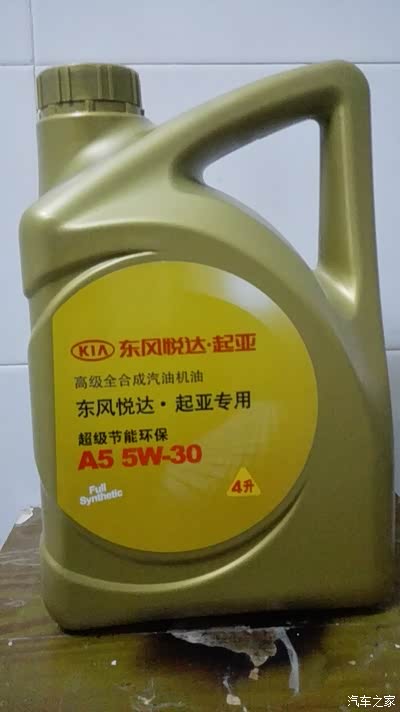 KIA 东风悦达·起亚
高级全合成汽油机油
东风悦达·起亚专用
超级节能环保
A5 5W-30
Full
Synthetic
4升
汽车之家